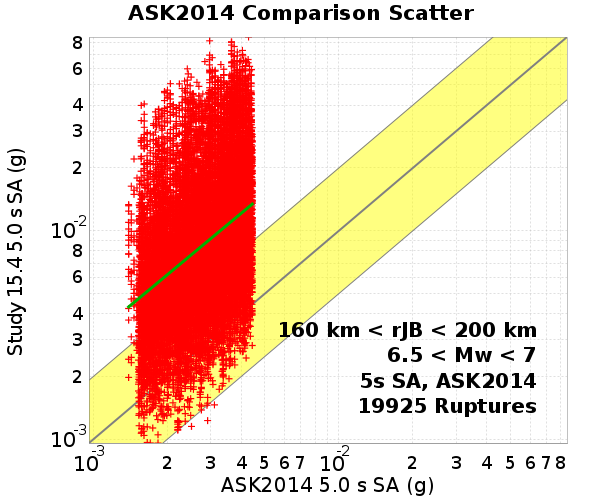 ASK2014 Comparison Scatter
Study 15.4 5.0 s SA (g)
8
6
4
3
2
10-2
8
6
4
3
2
10-3
160 km < rJB < 200 km
6.5 < Mw < 7
5s SA, ASK2014
19925 Ruptures
10-3 2 3 4 5 6 7 10-2 2 3 4 5 6 7 8
ASK2014 5.0 s SA (g)